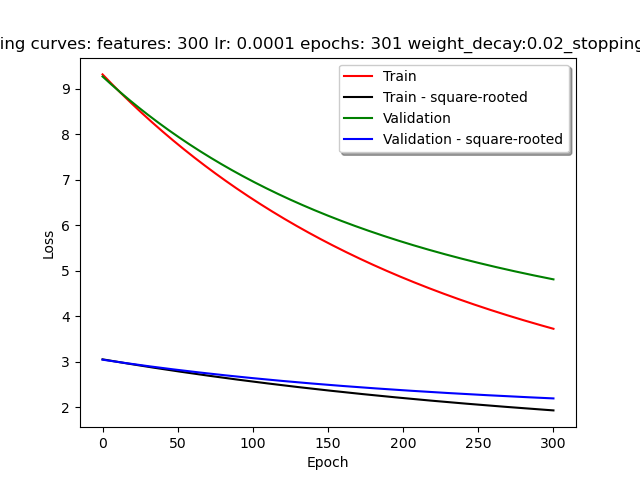 ing curves: features: 300 lr: 0.0001 epochs: 301 weight_decay:0.02_stopping
Train
Train - square-rooted
Validation
Validation - square-rooted
9
8
7
6
5
4
3
2
Loss
0 50 100 150 200 250 300
Epoch